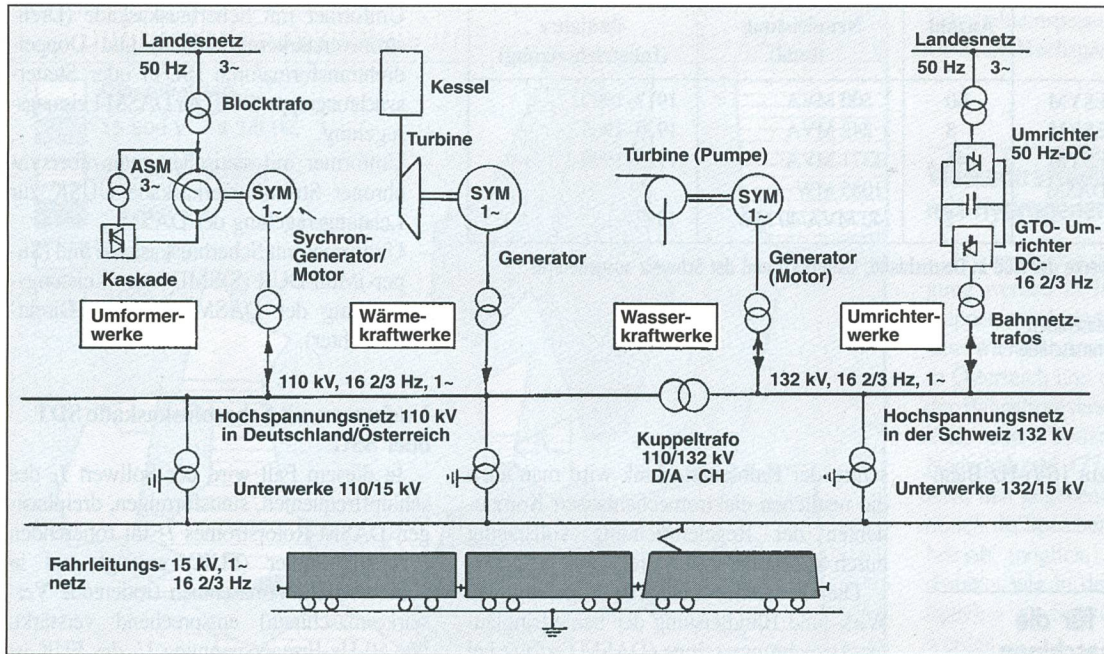 Landesnetz
50 Hz 3~
Blocktrafo
ASM
3~
SYM
1~
Sychron-
Generator/
Motor
Kaskade
Umformer-
werke
Kessel
Turbine
SYM
1~
Generator
Wärme-
kraftwerke
Turbine (Pumpe)
SYM
1~
Generator
(Motor)
Wasser-
kraftwerke
Landesnetz
50 Hz 3~
Umrichter
50 Hz-DC
GTO- Um-
richter
DC-
16 2/3 Hz
Umrichter-
werke
Bahnnetz-
trafos
110 kV, 16 2/3 Hz, 1~
132 kV, 16 2/3 Hz, 1~
Hochspannungsnetz 110 kV
in Deutschland/Österreich
Kuppeltrafo
110/132 kV
D/A - CH
Hochspannungsnetz
in der Schweiz 132 kV
Unterwerke 110/15 kV
Unterwerke 132/15 kV
Fahrleitungs- 15 kV, 1~
netz 16 2/3 Hz